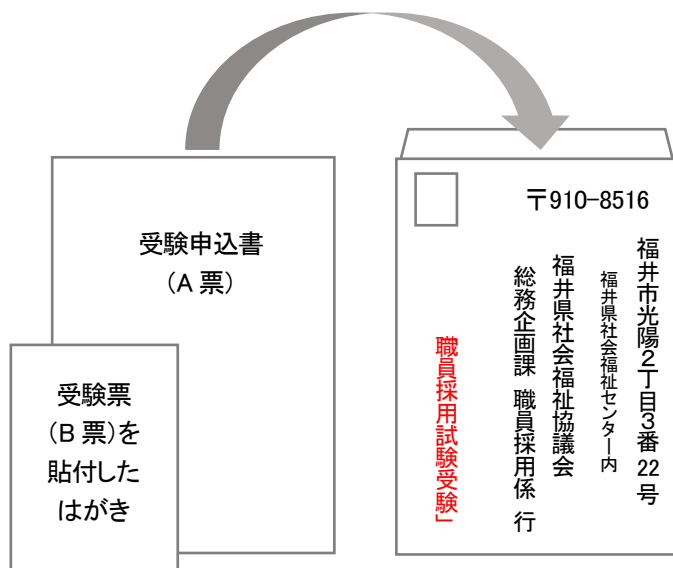 受験申込書
(A 票)
受験票
(B 票)を
貼付した
はがき
〒910-8516
福井市光陽2丁目3番 22 号
福井県社会福祉センター内
福井県社会福祉協議会
総務企画課 職員採用係 行
職員採用試験受験」